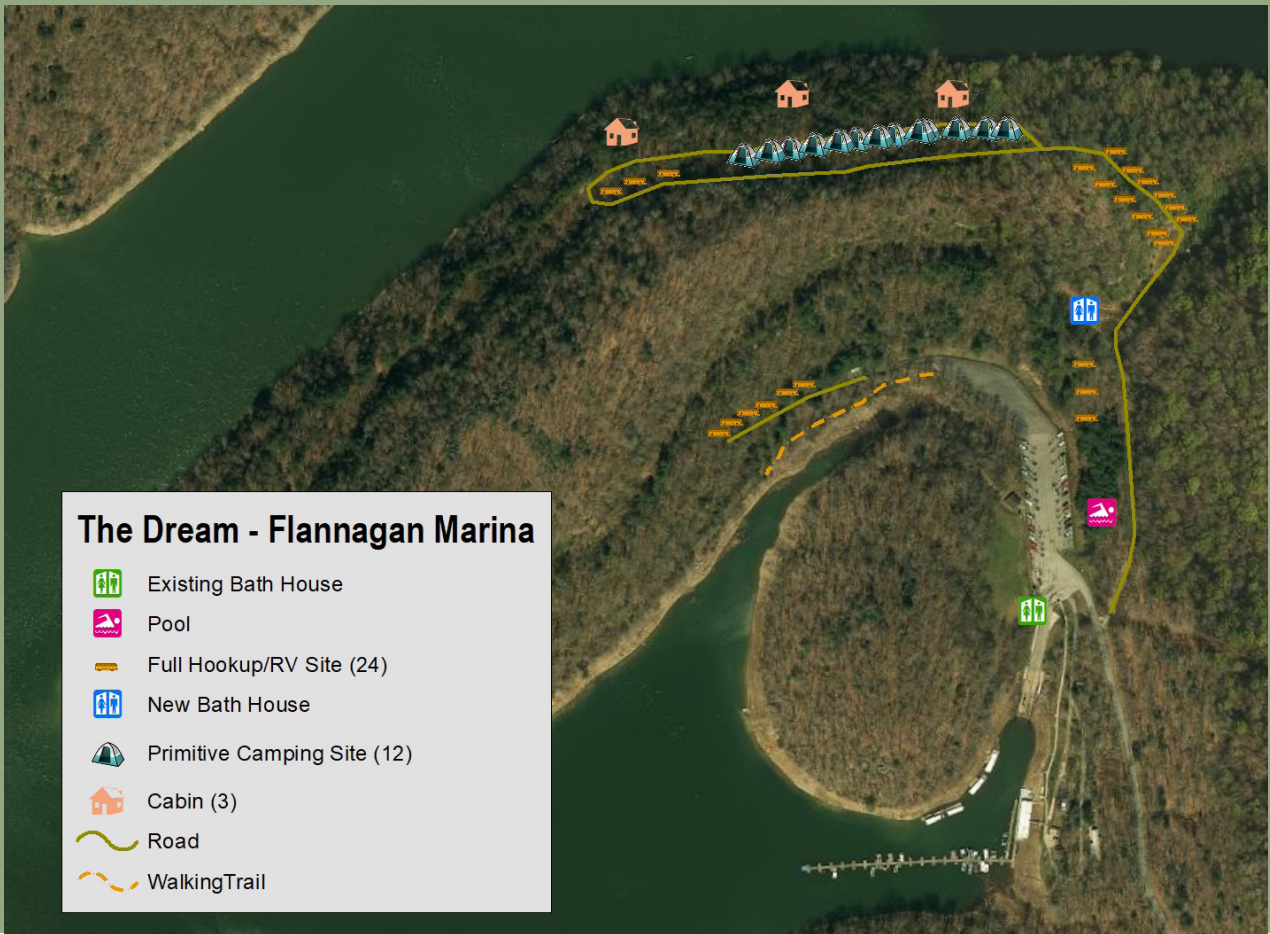 The Dream - Flannagan Marina
Existing Bath House
Pool
Full Hookup/RV Site (24)
New Bath House
Primitive Camping Site (12)
Cabin (3)
Road
WalkingTrail